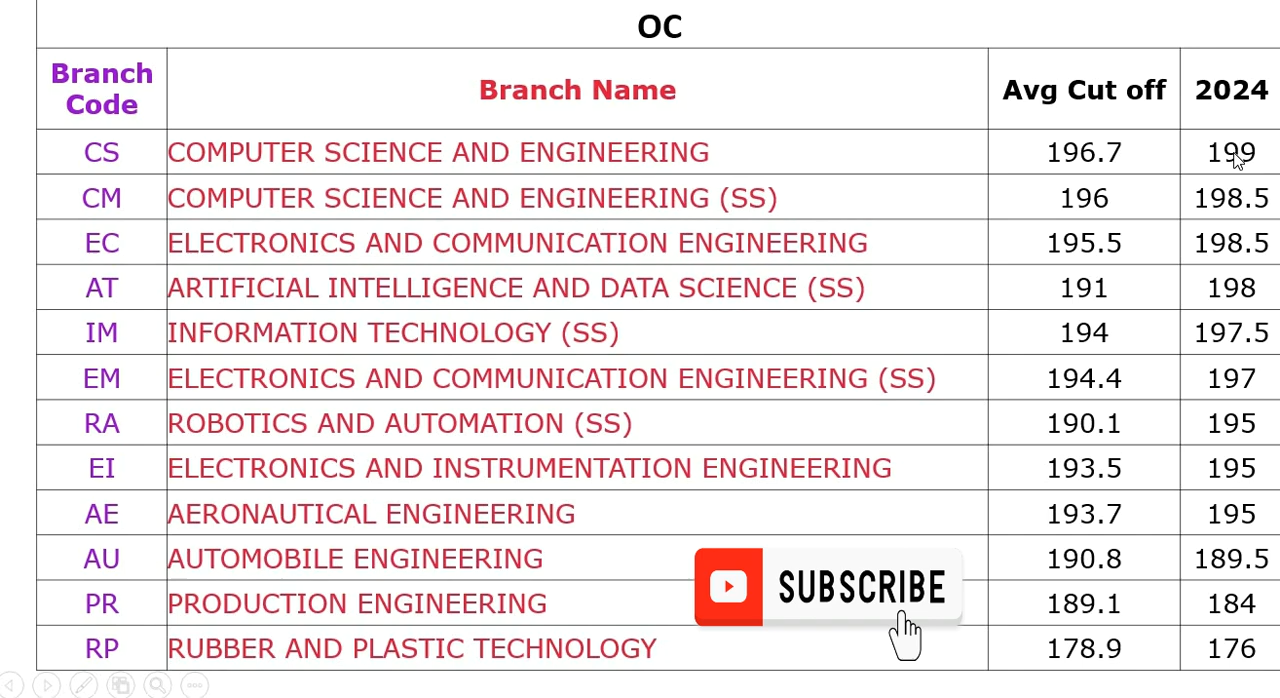 OC
Branch Code Branch Name Avg Cut off 2024
CS COMPUTER SCIENCE AND ENGINEERING 196.7 199
CM COMPUTER SCIENCE AND ENGINEERING (SS) 196 198.5
EC ELECTRONICS AND COMMUNICATION ENGINEERING 195.5 198.5
AT ARTIFICIAL INTELLIGENCE AND DATA SCIENCE (SS) 191 198
IM INFORMATION TECHNOLOGY (SS) 194 197.5
EM ELECTRONICS AND COMMUNICATION ENGINEERING (SS) 194.4 197
RA ROBOTICS AND AUTOMATION (SS) 190.1 195
EI ELECTRONICS AND INSTRUMENTATION ENGINEERING 193.5 195
AE AERONAUTICAL ENGINEERING 193.7 195
AU AUTOMOBILE ENGINEERING 190.8 189.5
PR PRODUCTION ENGINEERING 189.1 184
SUBSCRIBE
RP RUBBER AND PLASTIC TECHNOLOGY 178.9 176